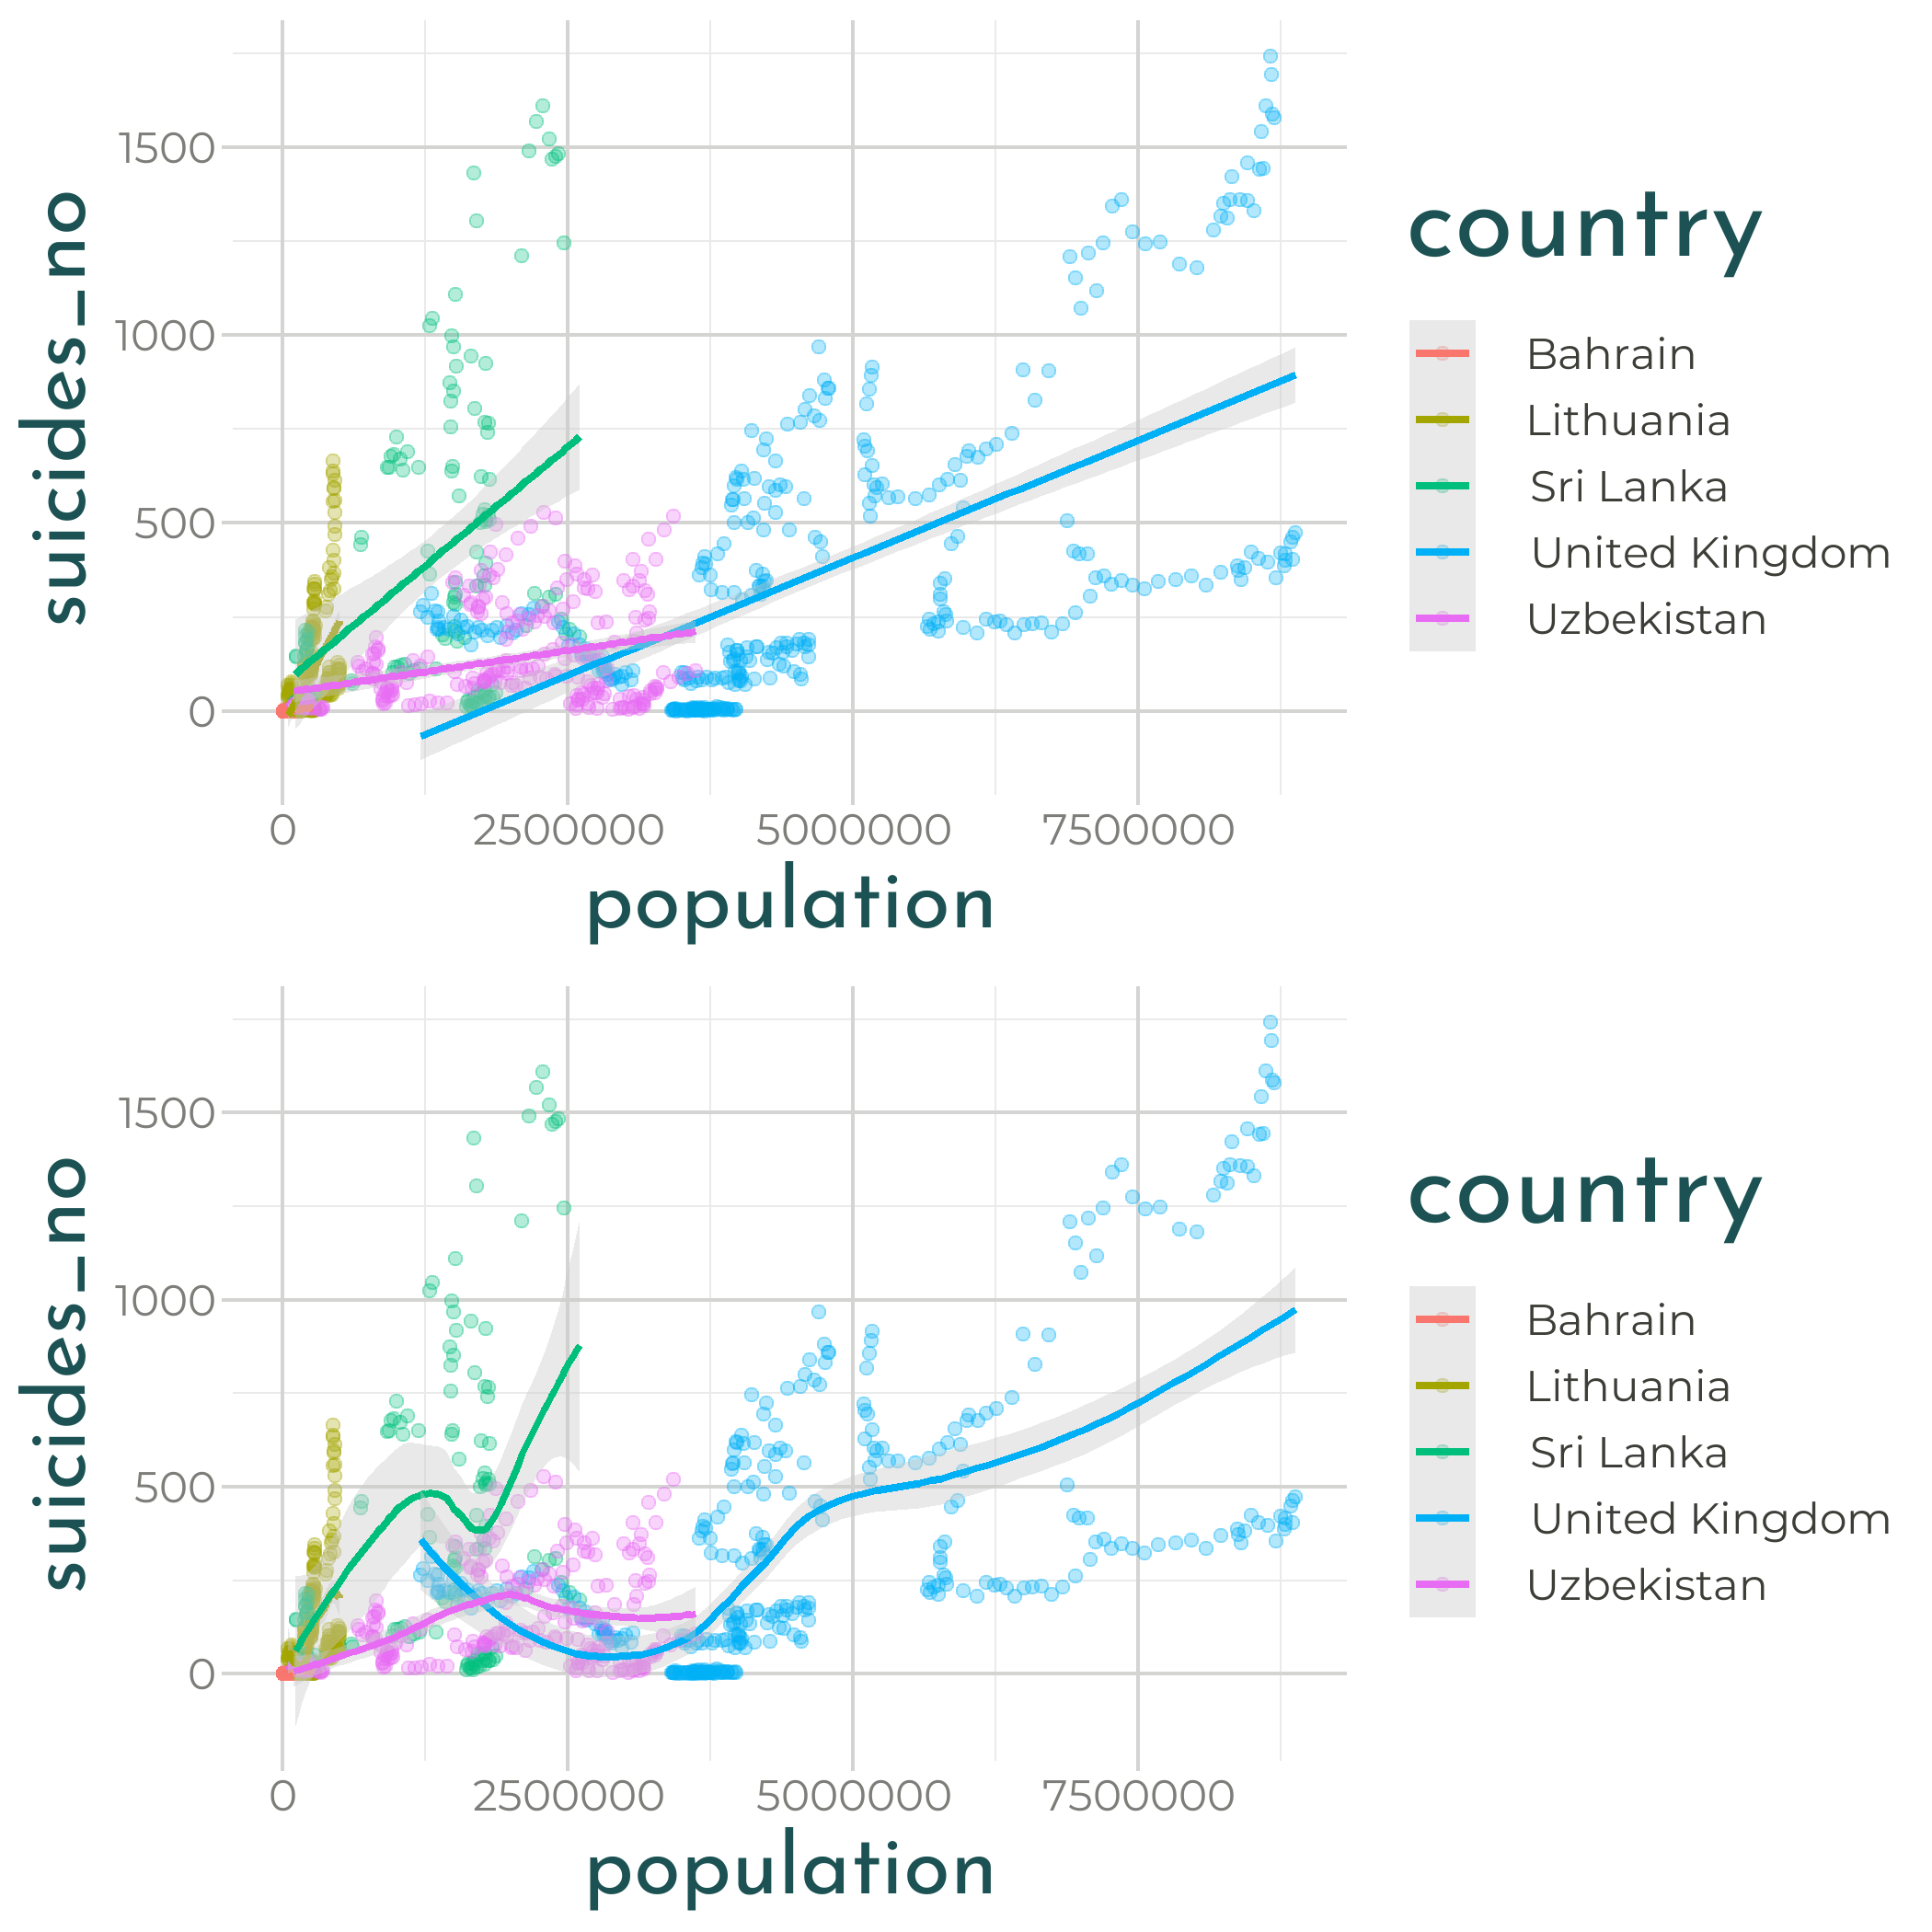 suicides_no
1500
1000
500
0
0 2500000 5000000 7500000
population
country
Bahrain
Lithuania
Sri Lanka
United Kingdom
Uzbekistan
suicides_no
1500
1000
500
0
0 2500000 5000000 7500000
population
country
Bahrain
Lithuania
Sri Lanka
United Kingdom
Uzbekistan